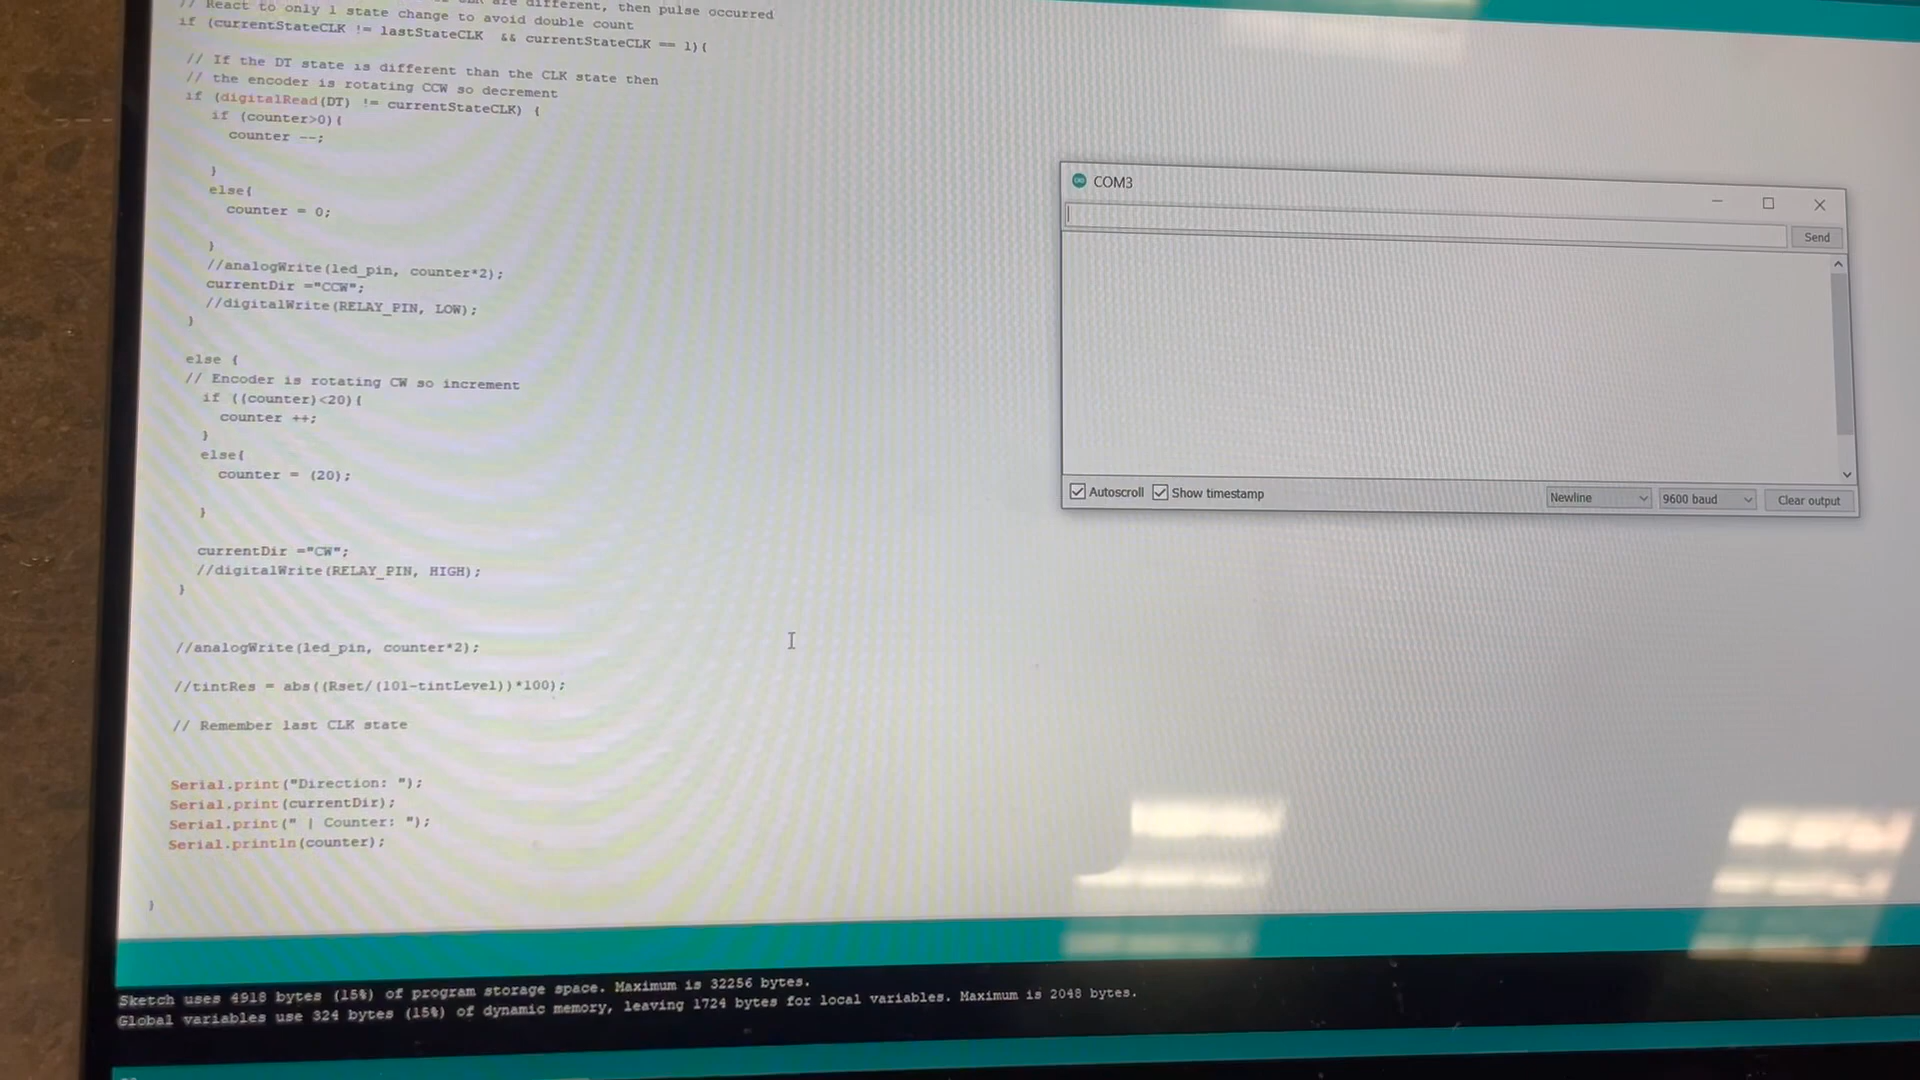 are different, then pulse occurred
// React to only 1 state change to avoid double count
if (currentStateCLK != lastStateCLK  && currentStateCLK == 1){
// If the DT state is different than the CLK state then
// the encoder is rotating CCW so decrement
if (digitalRead(DT) != currentStateCLK) {
if (counter>0){
counter --;
}
else{
counter = 0;
}
//analogWrite(led_pin, counter*2);
currentDir ="CCW";
//digitalWrite(RELAY_PIN, LOW);
}
else {
// Encoder is rotating CW so increment
if ((counter)<20){
counter ++;
}
else{
counter = (20);
}
currentDir ="CW";
//digitalWrite(RELAY_PIN, HIGH);
}
//analogWrite(led_pin, counter*2);
//tintRes = abs((Rset/(101-tintLevel))*100);
// Remember last CLK state
Serial.print("Direction: ");
Serial.print(currentDir);
Serial.print(" | Counter: ");
Serial.println(counter);
}
COM3
Send
Autoscroll Show timestamp
Newline 9600 baud Clear output
Sketch uses 4918 bytes (15%) of program storage space. Maximum is 32256 bytes.
Global variables use 324 bytes (15%) of dynamic memory, leaving 1724 bytes for local variables. Maximum is 2048 bytes.